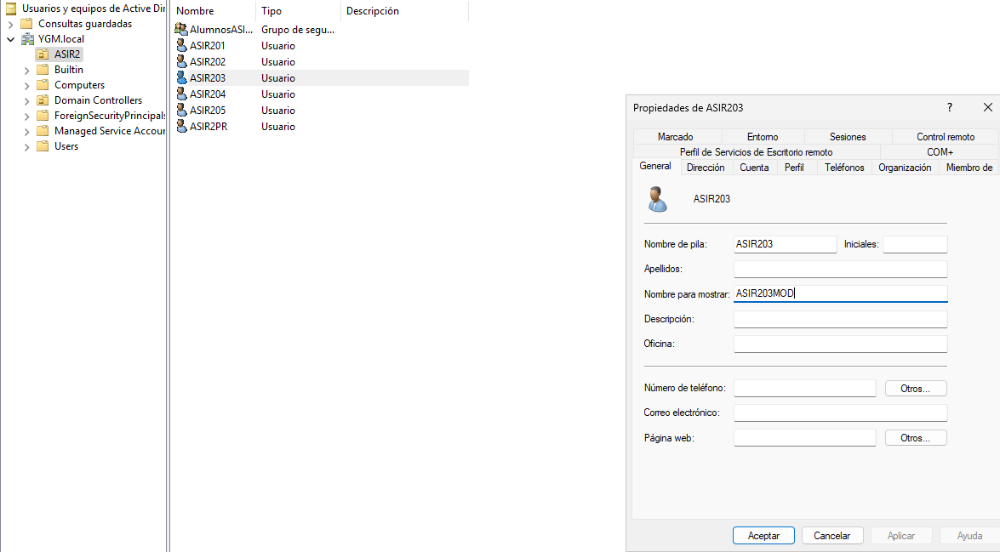 Usuarios y equipos de Active Dir
Consultas guardadas
YGM.local
ASIR2
Builtin
Computers
Domain Controllers
ForeignSecurityPrincipals
Managed Service Accoun
Users
Nombre Tipo Descripción
AlumnosASI... Grupo de segu...
ASIR201 Usuario
ASIR202 Usuario
ASIR203 Usuario
ASIR204 Usuario
ASIR205 Usuario
ASIR2PR Usuario
Propiedades de ASIR203 ?
Marcado Entorno Sesiones Control remoto
Perfil de Servicios de Escritorio remoto COM+
General Dirección Cuenta Perfil Teléfonos Organización Miembro de
ASIR203
Nombre de pila: ASIR203 Iniciales:
Apellidos:
Nombre para mostrar: ASIR203MOD
Descripción:
Oficina:
Número de teléfono: Otros...
Correo electrónico:
Página web: Otros...
Aceptar Cancelar Aplicar Ayuda